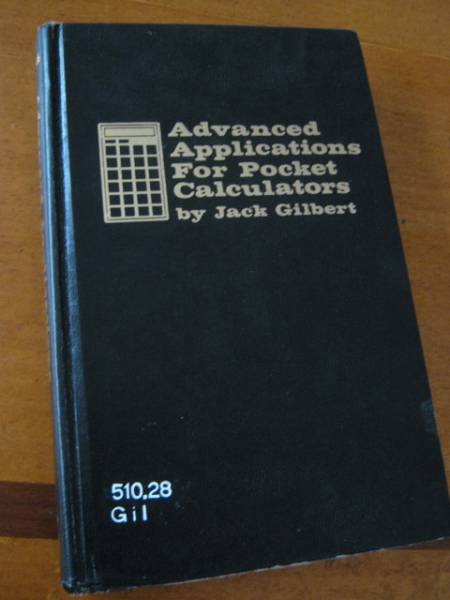 Advanced
Applications
For Pocket
Calculators
by Jack Gilbert
510.28
Gil